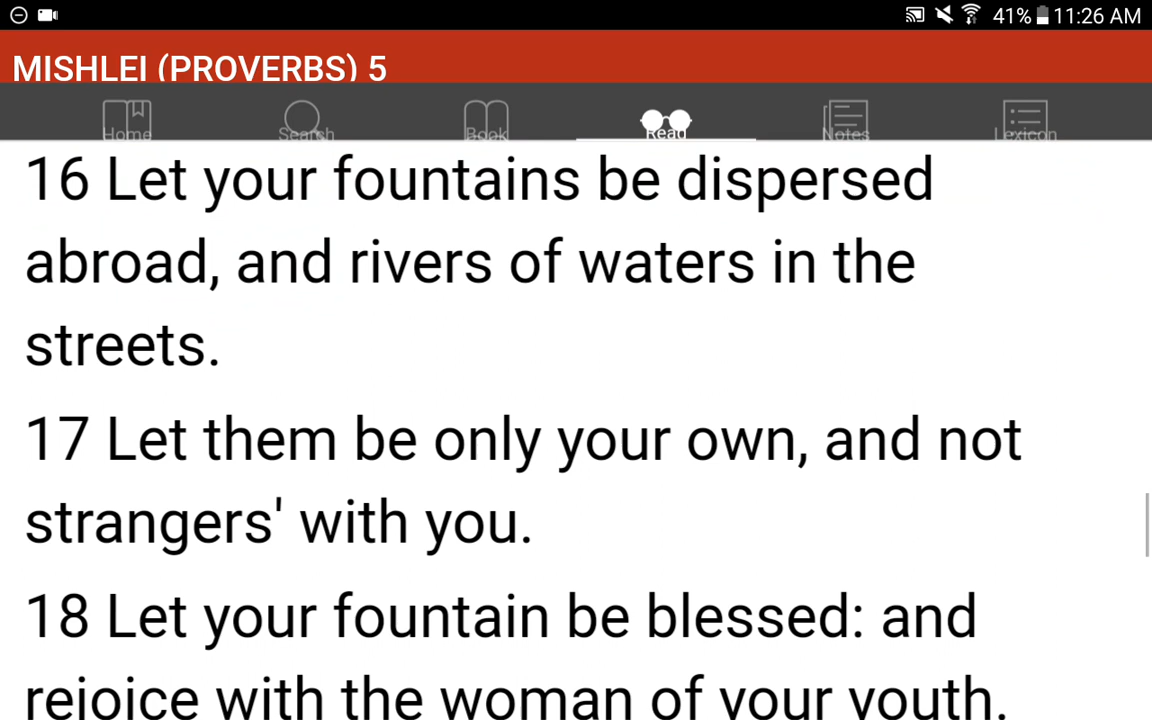 41% 11:26 AM
MISHLEI (PROVERBS) 5
Home Search Book Read Notes Lexicon
16 Let your fountains be dispersed
abroad, and rivers of waters in the
streets.
17 Let them be only your own, and not
strangers' with you.
18 Let your fountain be blessed: and
rejoice with the woman of your youth.